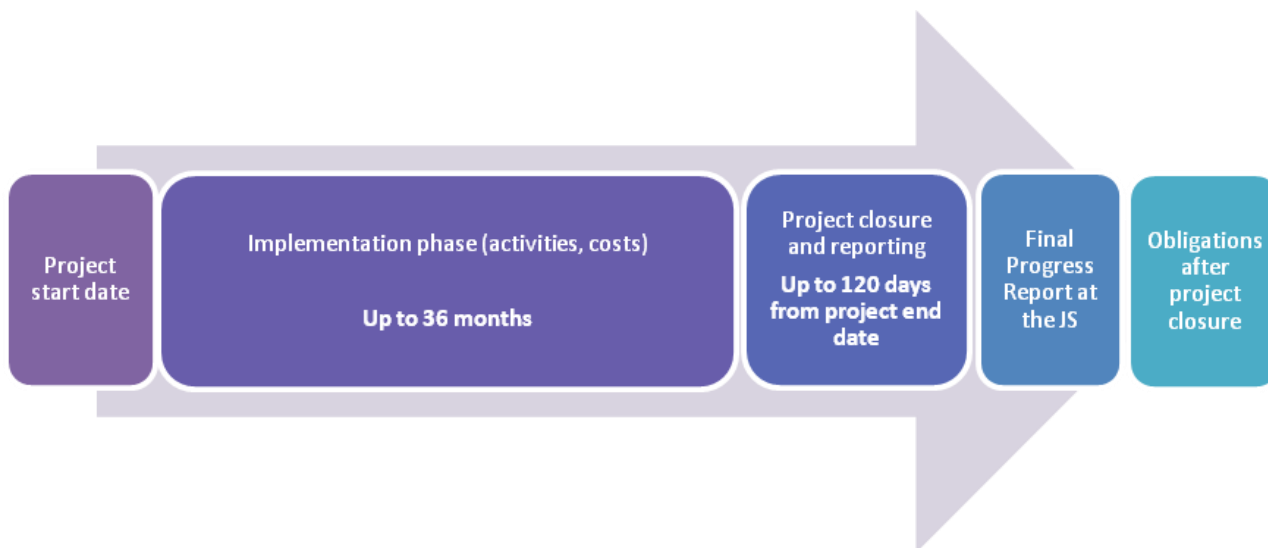 Project
start date
Implementation phase (activities, costs)
Up to 36 months
Project closure
and reporting
Up to 120 days
from project end
date
Final
Progress
Report at
the JS
Obligations
after
project
closure